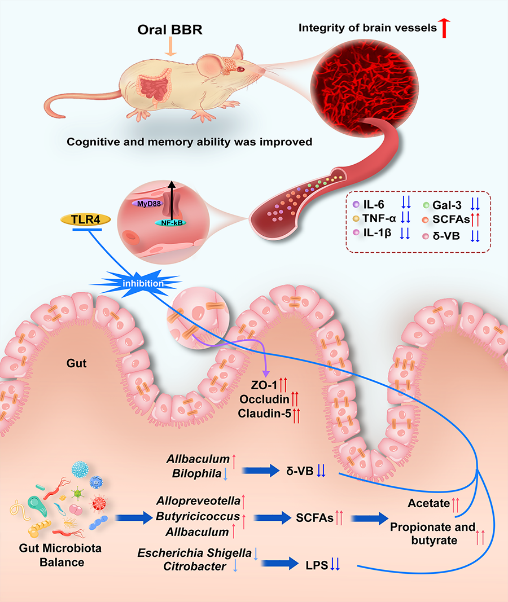 Oral BBR
Integrity of brain vessels
Cognitive and memory ability was improved
MyD88
NF-kB
TLR4
IL-6 ↓↓ Gal-3 ↓↓
TNF-α ↓↓ SCFAs ↑↑
IL-1β ↓↓ δ-VB ↓↓
inhibition
Gut
ZO-1 ↑↑
Occludin ↑↑
Claudin-5 ↑↑
Allbaculum ↑
Bilophila ↓
δ-VB ↓↓
Gut Microbiota
Balance
Allopreveotella ↑
Butyricicoccus ↑
Allbaculum ↑
SCFAs ↑↑
Acetate ↑↑
Propionate and
butyrate ↑↑
Escherichia Shigella ↓
Citrobacter ↓
LPS ↓↓